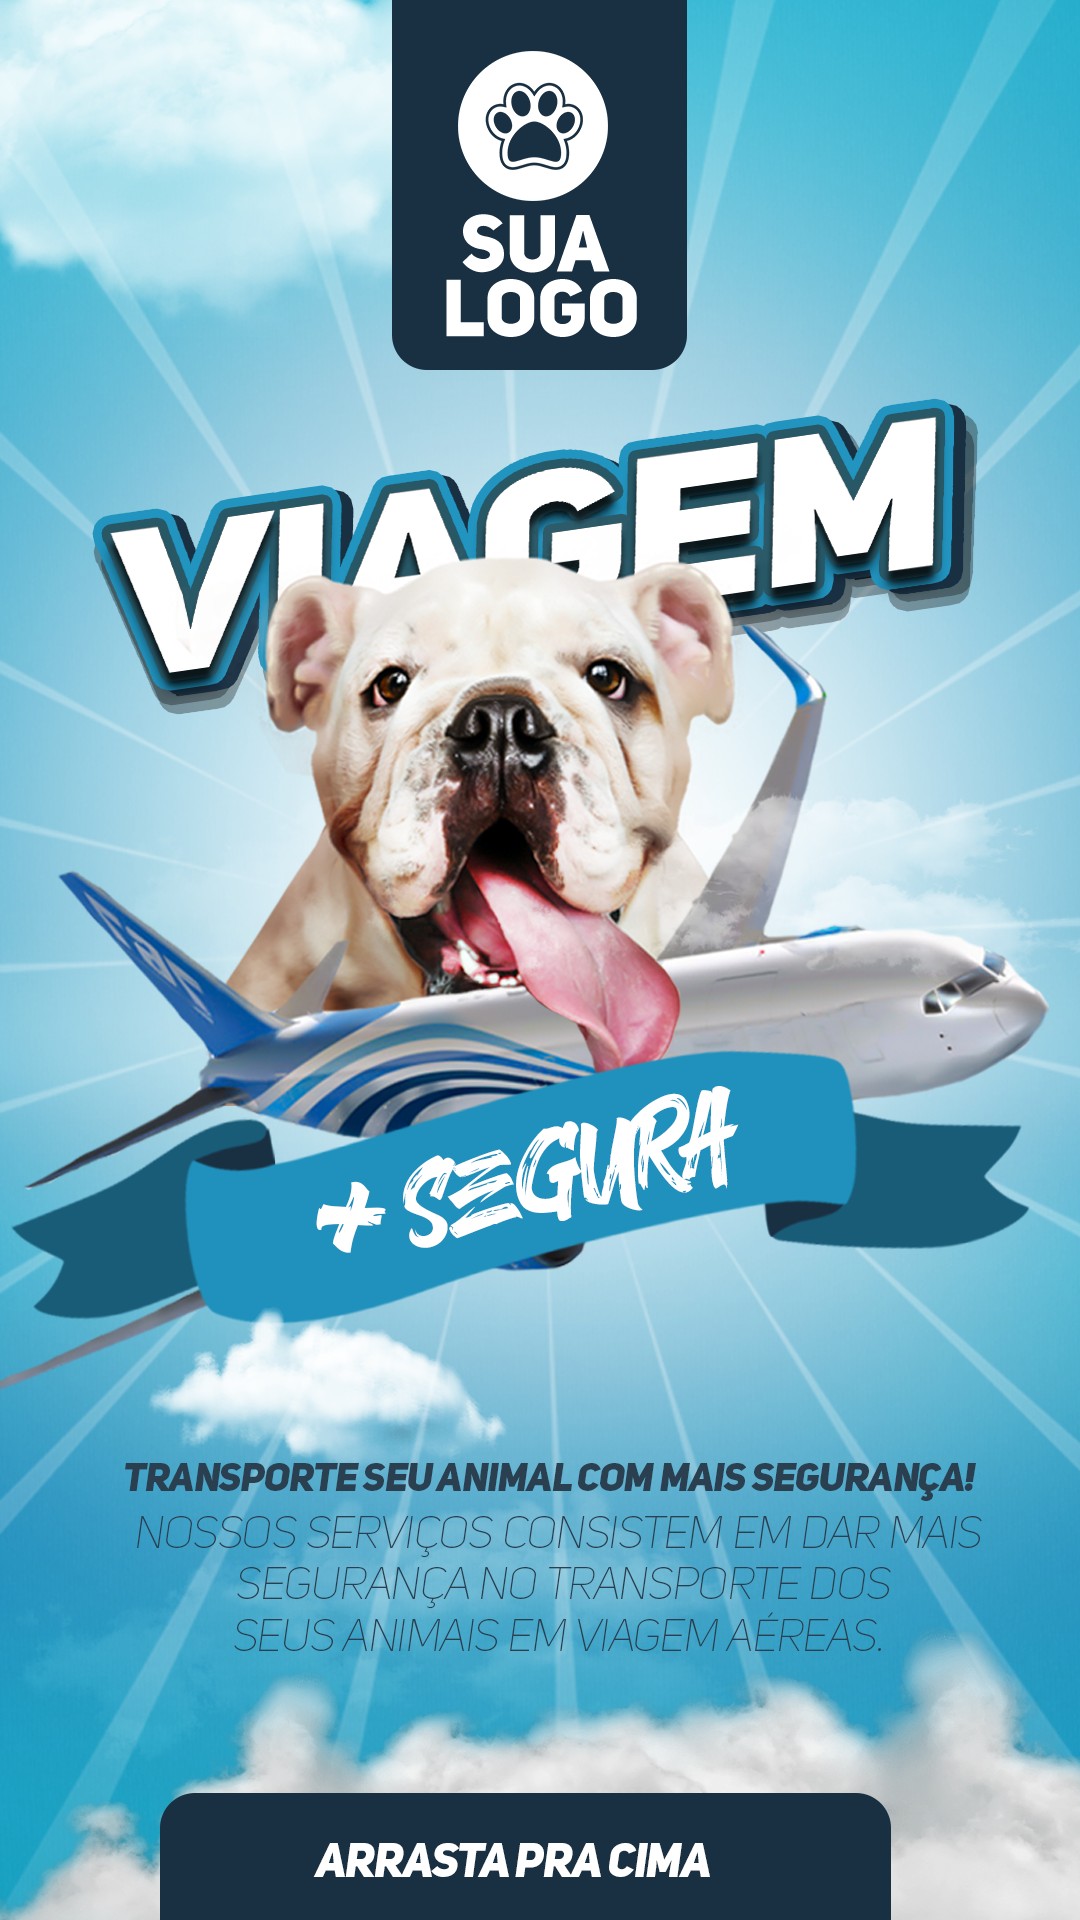 SUA
LOGO
VIAGEM
+ SEGURA
TRANSPORTE SEU ANIMAL COM MAIS SEGURANÇA!
NOSSOS SERVIÇOS CONSISTEM EM DAR MAIS
SEGURANÇA NO TRANSPORTE DOS
SEUS ANIMAIS EM VIAGEM AÉREAS.
ARRASTA PRA CIMA